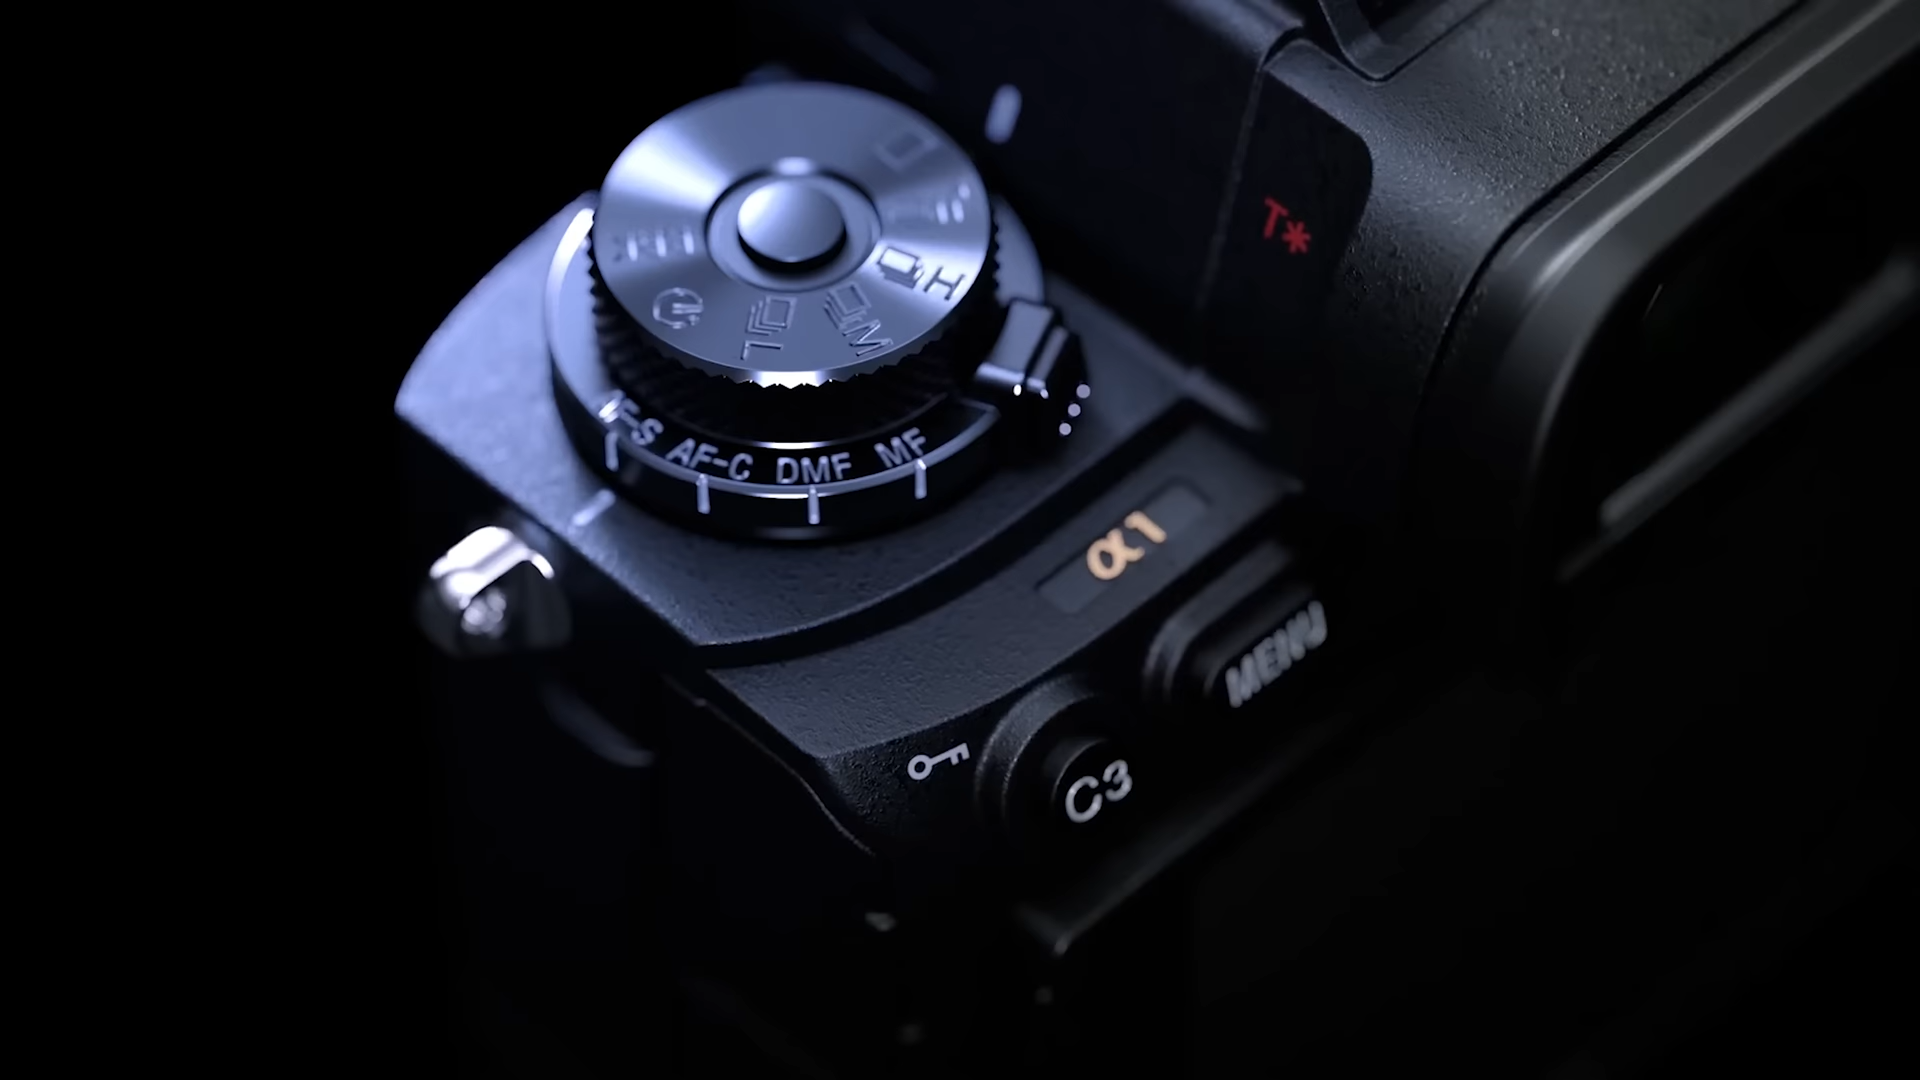 T*
H
M
L
AF-C DMF MF
α1
MENU
C3